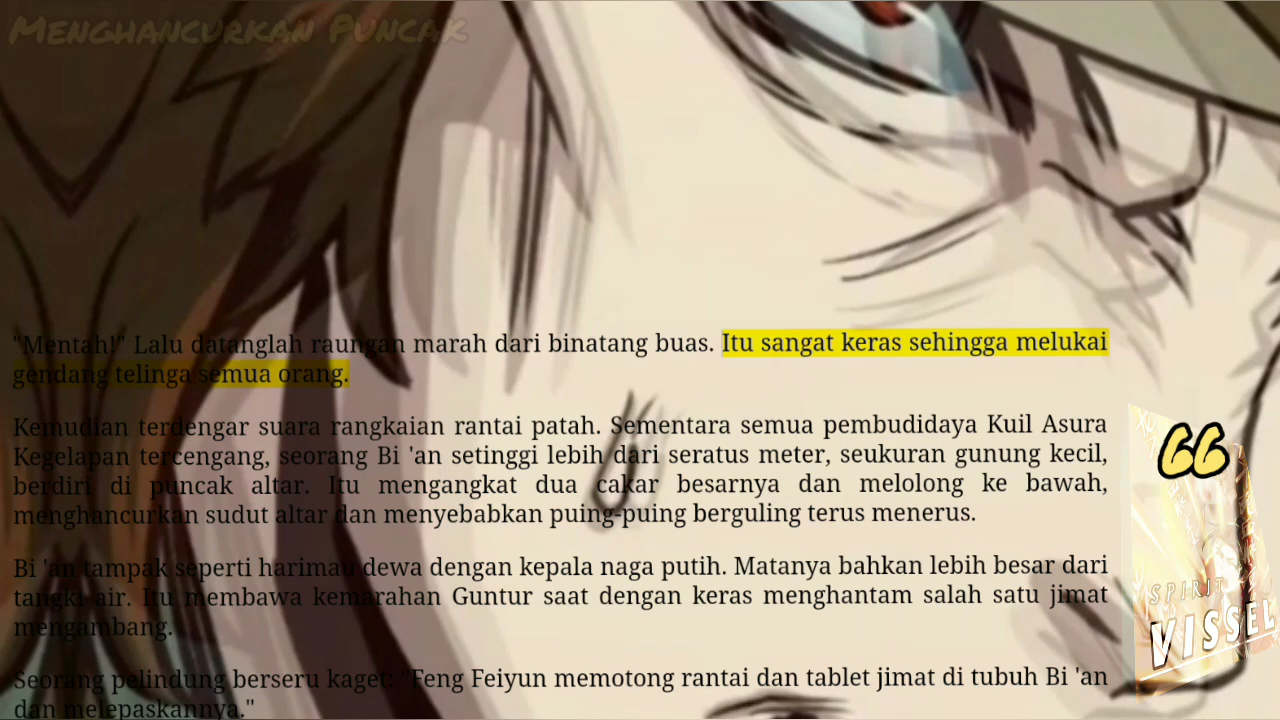 Menghancurkan Puncak
"Mentah!" Lalu datanglah raungan marah dari binatang buas. Itu sangat keras sehingga melukai
gendang telinga semua orang.
Kemudian terdengar suara rangkaian rantai patah. Sementara semua pembudidaya Kuil Asura
Kegelapan tercengang, seorang Bi 'an setinggi lebih dari seratus meter, seukuran gunung kecil,
berdiri di puncak altar. Itu mengangkat dua cakar besarnya dan melolong ke bawah,
menghancurkan sudut altar dan menyebabkan puing-puing berguling terus menerus.
Bi 'an tampak seperti harimau dewa dengan kepala naga putih. Matanya bahkan lebih besar dari
tangki air. Itu membawa kemarahan Guntur saat dengan keras menghantam salah satu jimat
mengambang.
Seorang pelindung berseru kaget: "Feng Feiyun memotong rantai dan tablet jimat di tubuh Bi 'an
dan melepaskannya."
66
SPIRIT
VISSEL